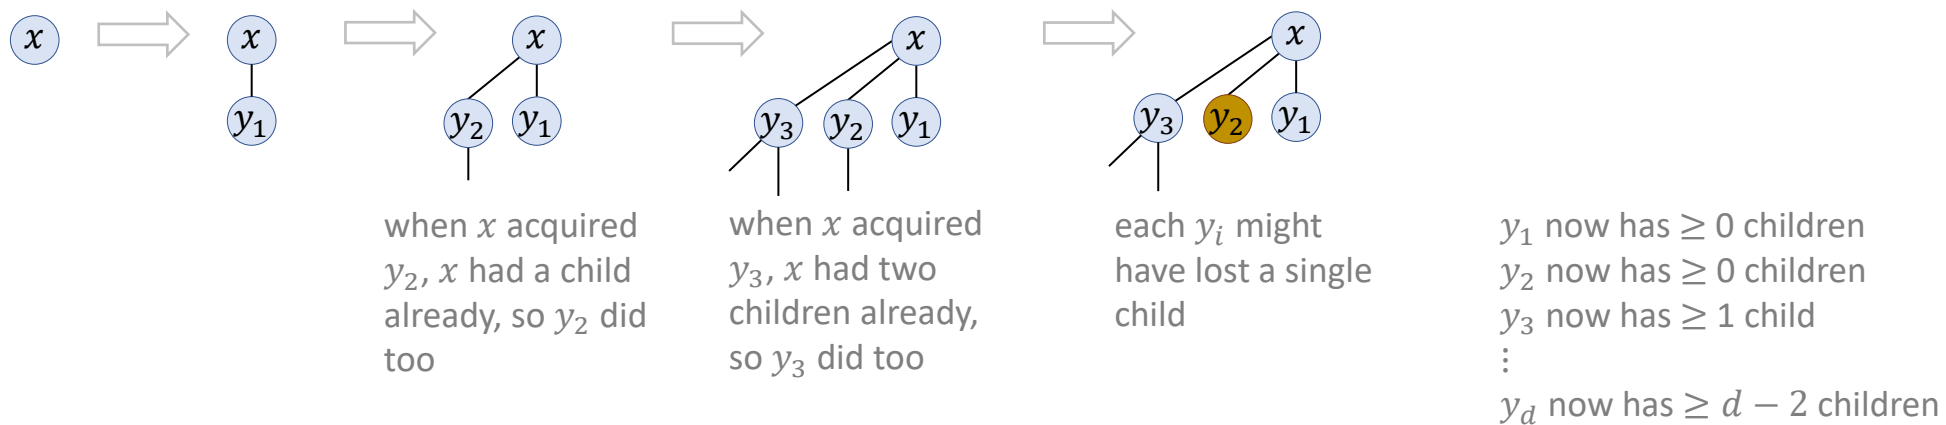 x
x
y₁
x
y₂ y₁
x
y₃ y₂ y₁
x
y₃ y₂ y₁
when x acquired
y₂, x had a child
already, so y₂ did
too
when x acquired
y₃, x had two
children already,
so y₃ did too
each yᵢ might
have lost a single
child
y₁ now has ≥ 0 children
y₂ now has ≥ 0 children
y₃ now has ≥ 1 child
⋮
y_d now has ≥ d − 2 children